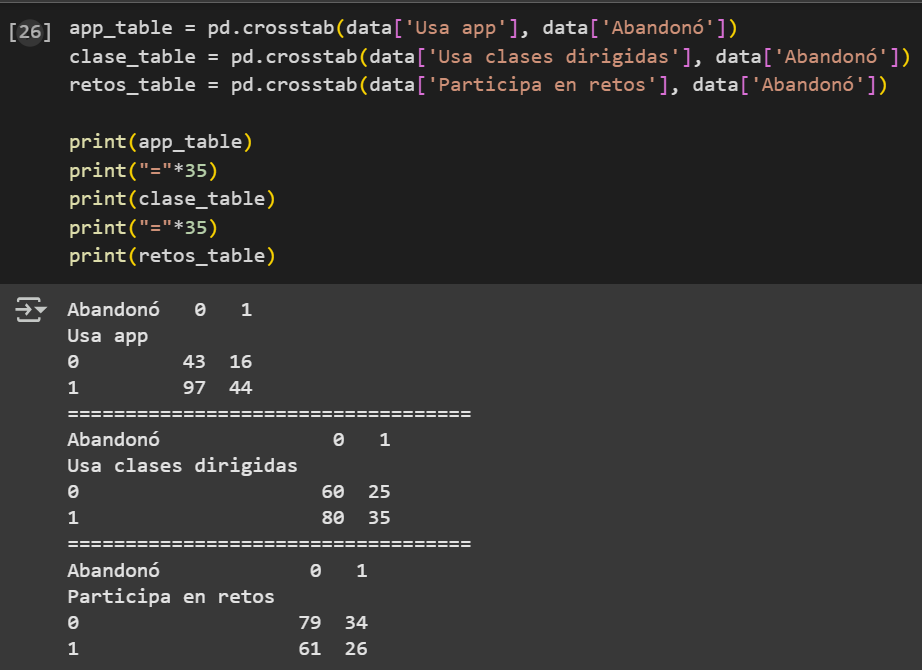 [26] app_table = pd.crosstab(data['Usa app'], data['Abandonó'])
clase_table = pd.crosstab(data['Usa clases dirigidas'], data['Abandonó'])
retos_table = pd.crosstab(data['Participa en retos'], data['Abandonó'])
print(app_table)
print("="*35)
print(clase_table)
print("="*35)
print(retos_table)
Abandonó   0   1
Usa app
0         43  16
1         97  44
===================================
Abandonó               0   1
Usa clases dirigidas
0                     60  25
1                     80  35
===================================
Abandonó             0   1
Participa en retos
0                   79  34
1                   61  26